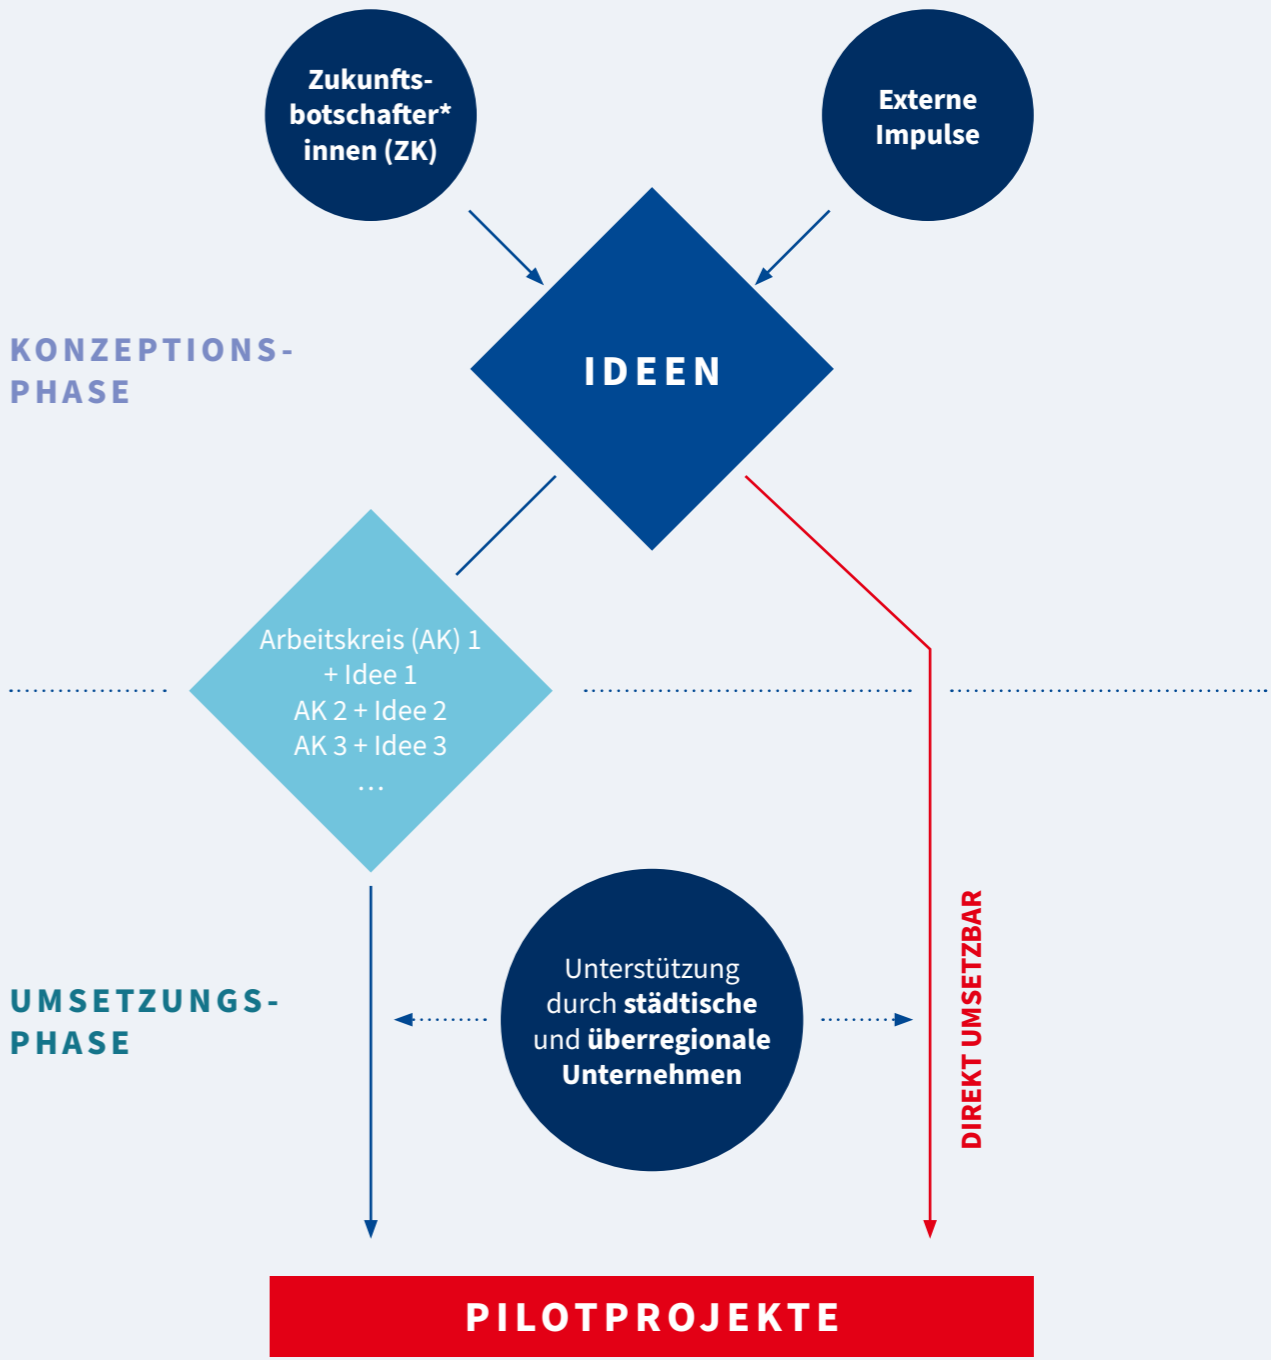 Zukunfts-
botschafter*
innen (ZK)
Externe
Impulse
IDEEN
KONZEPTIONS-
PHASE
Arbeitskreis (AK) 1
+ Idee 1
AK 2 + Idee 2
AK 3 + Idee 3
…
UMSETZUNGS-
PHASE
Unterstützung
durch städtische
und überregionale
Unternehmen
DIREKT UMSETZBAR
PILOTPROJEKTE